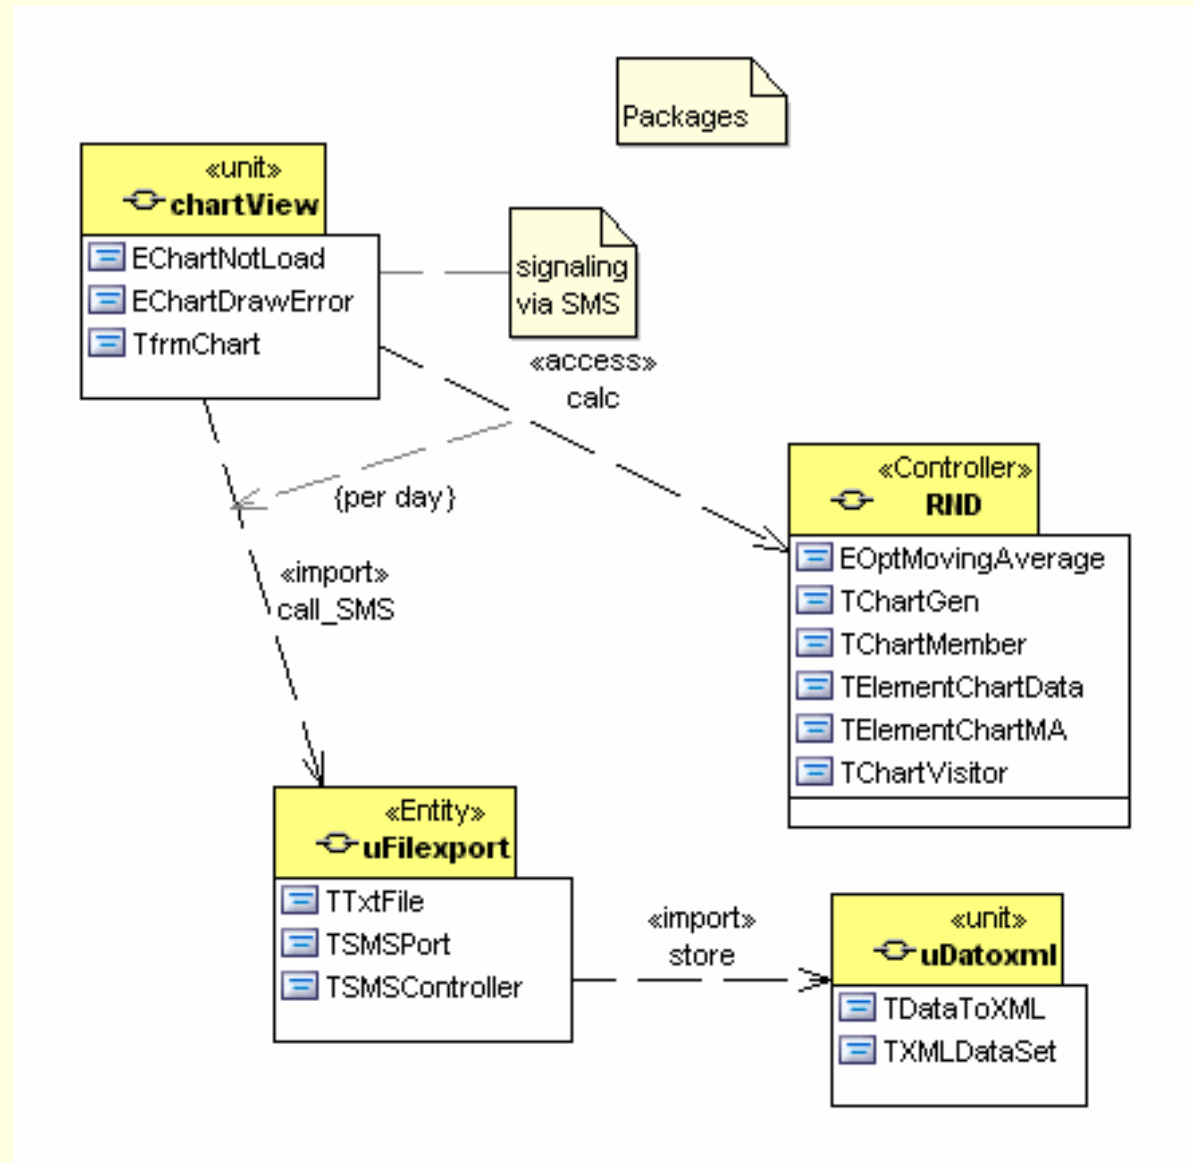 Packages
«unit»
chartView
EChartNotLoad
EChartDrawError
TfrmChart
signaling
via SMS
«access»
calc
{per day}
«import»
call_SMS
«Controller»
RND
EOptMovingAverage
TChartGen
TChartMember
TElementChartData
TElementChartMA
TChartVisitor
«Entity»
uFilexport
TTxtFile
TSMSPort
TSMSController
«import»
store
«unit»
uDatoxml
TDataToXML
TXMLDataSet